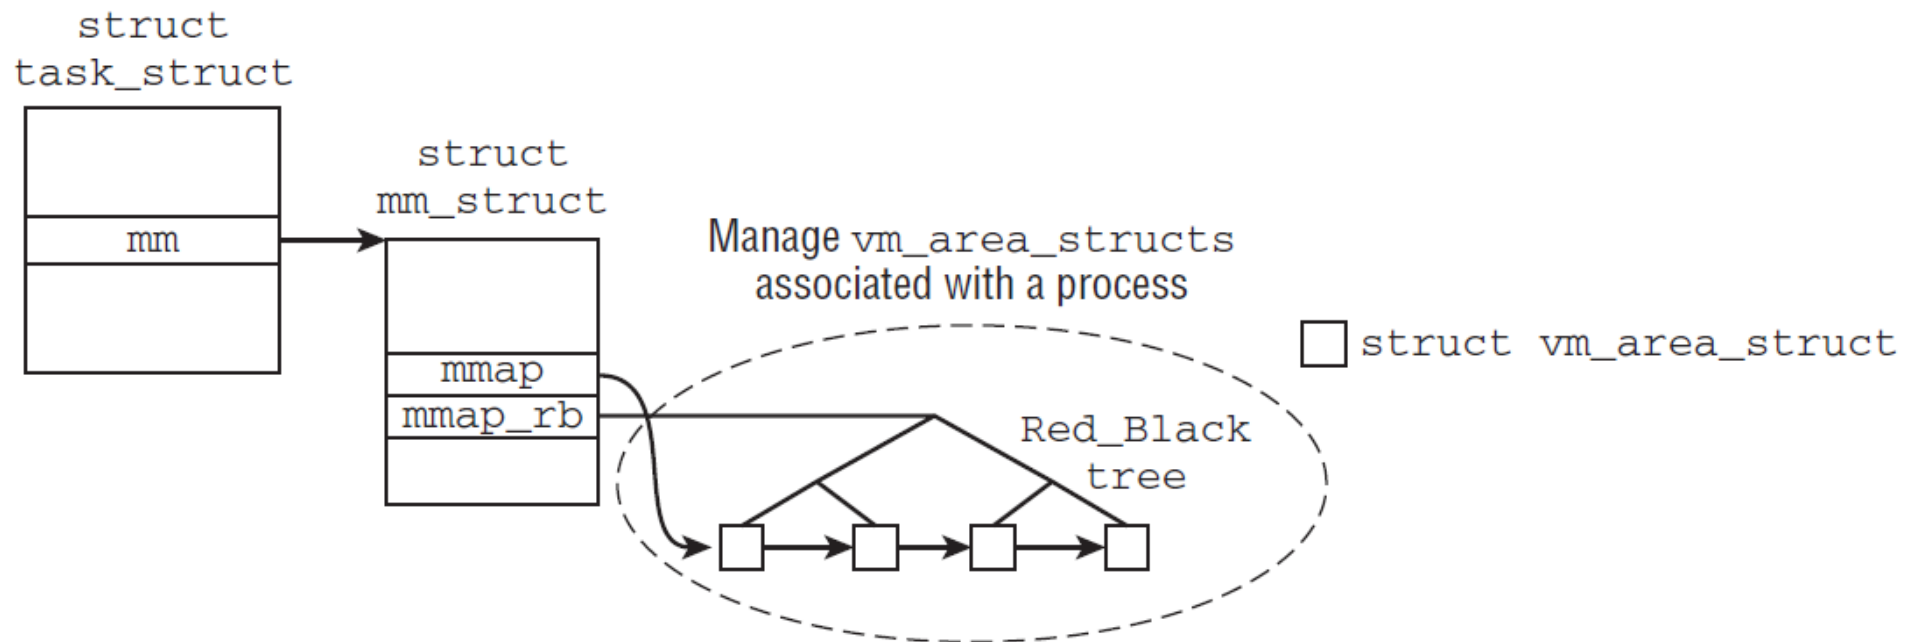 struct
task_struct
mm
struct
mm_struct
mmap
mmap_rb
Manage vm_area_structs
associated with a process
Red_Black
tree
struct vm_area_struct